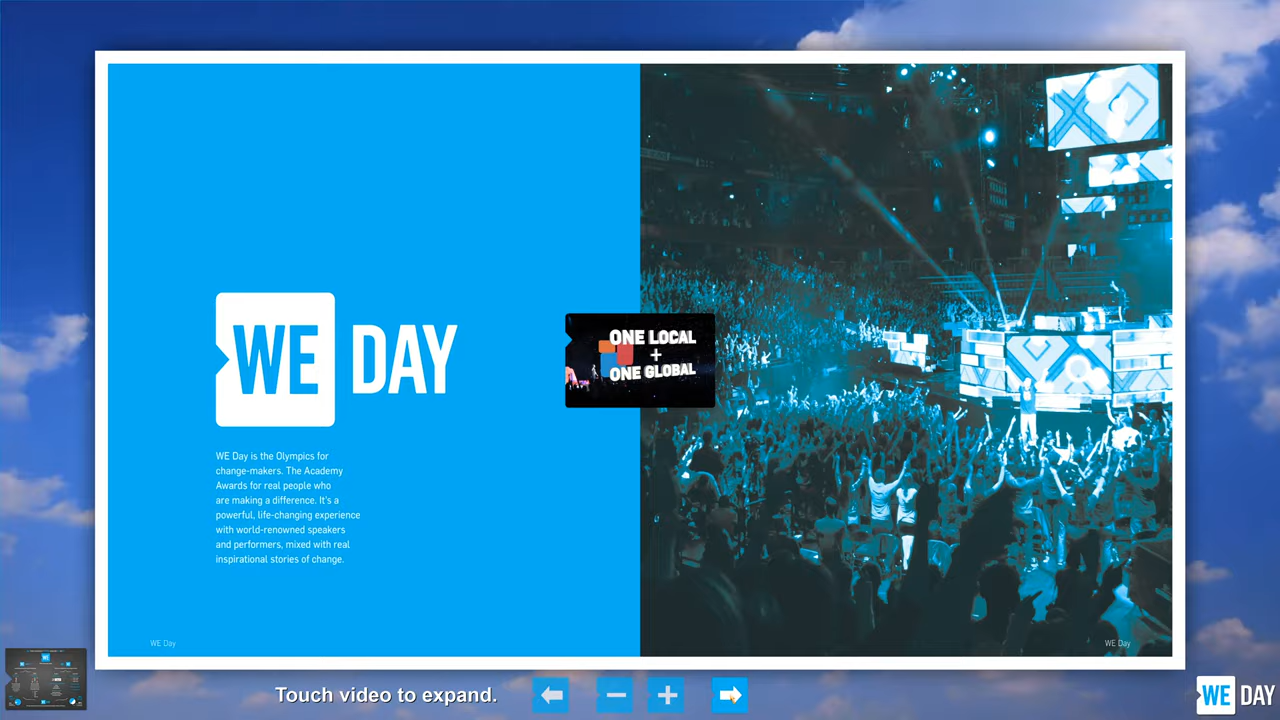 WE DAY
ONE LOCAL
+
ONE GLOBAL
WE Day is the Olympics for
change-makers. The Academy
Awards for real people who
are making a difference. It's a
powerful, life-changing experience
with world-renowned speakers
and performers, mixed with real
inspirational stories of change.
WE Day
WE Day
Touch video to expand.
WE DAY